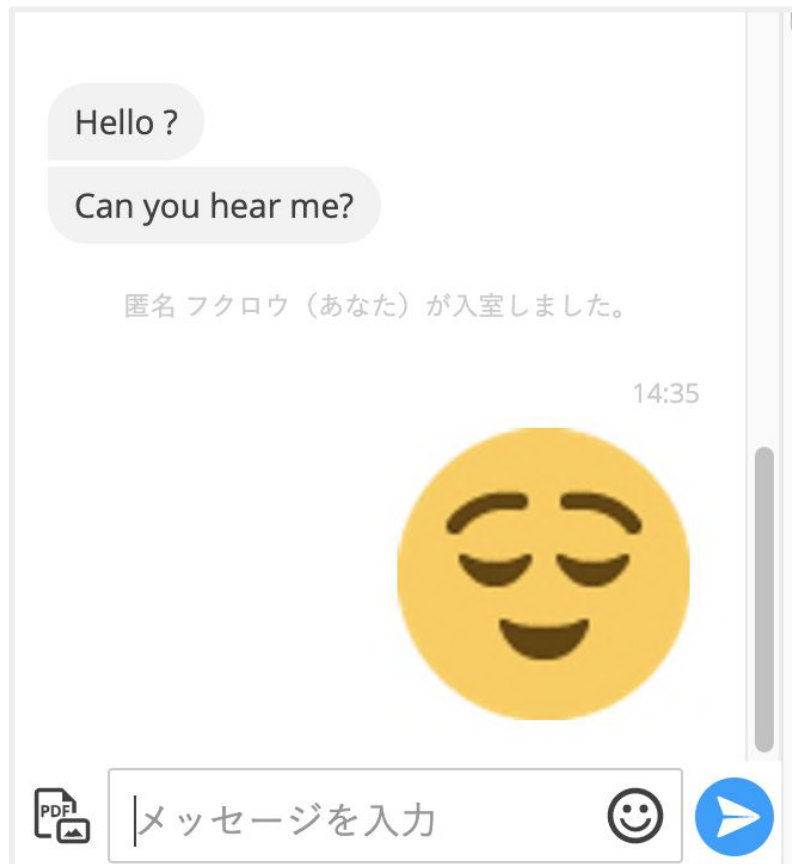 Hello ?
Can you hear me?
匿名 フクロウ（あなた）が入室しました。
14:35
PDF
メッセージを入力